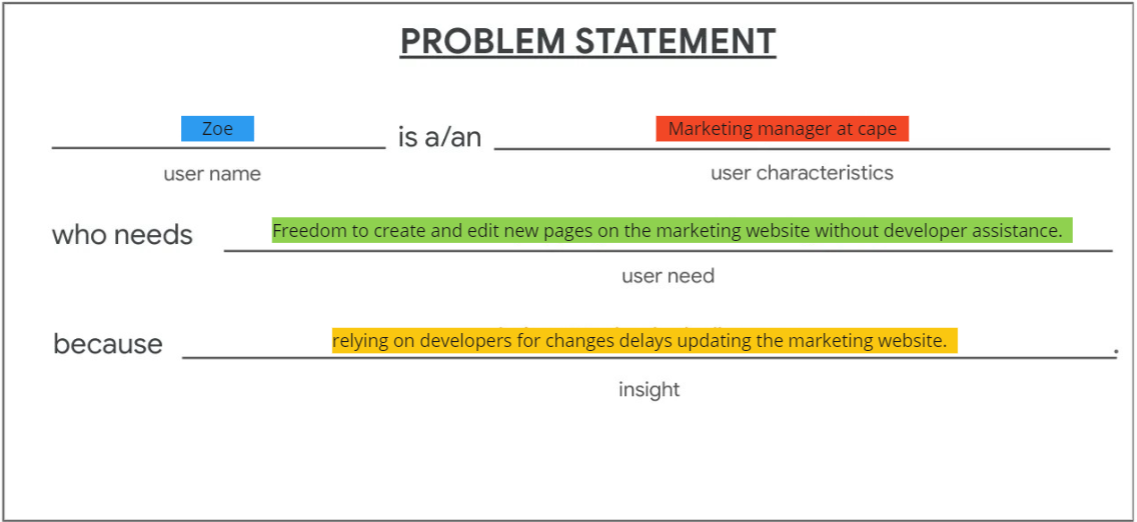 PROBLEM STATEMENT
Zoe is a/an Marketing manager at cape
user name user characteristics
who needs Freedom to create and edit new pages on the marketing website without developer assistance.
user need
because relying on developers for changes delays updating the marketing website. .
insight